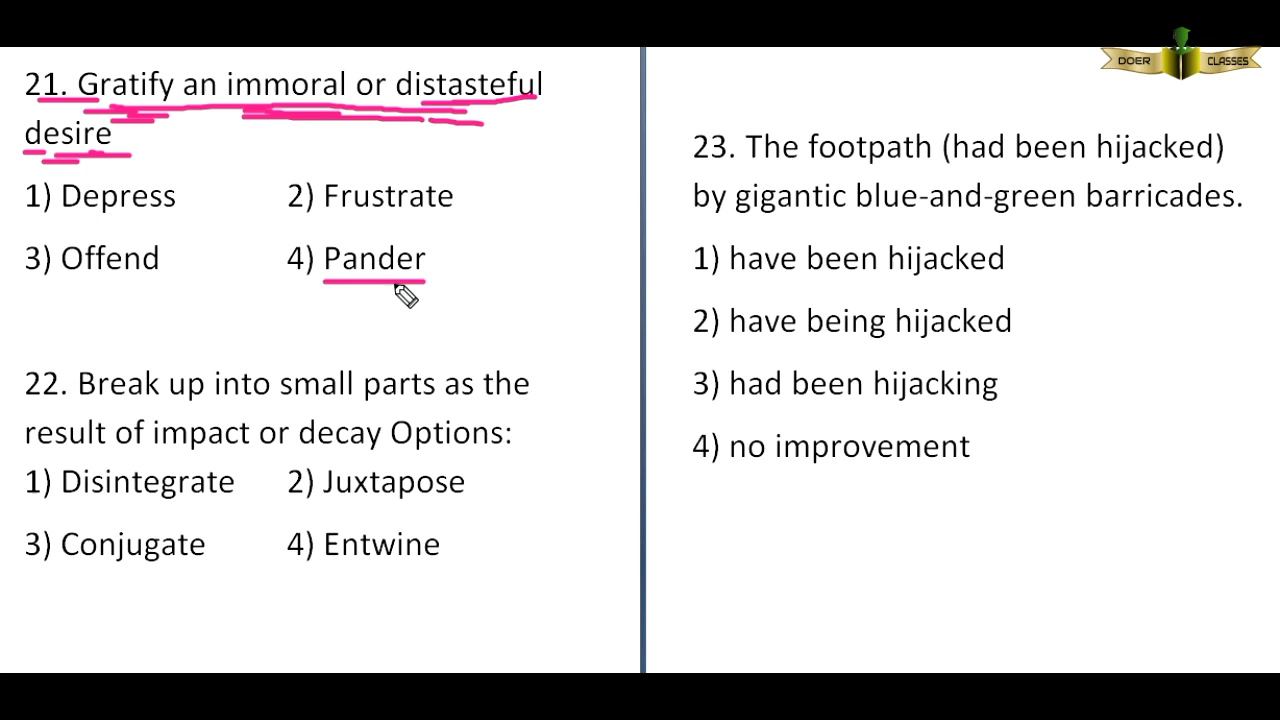 21. Gratify an immoral or distasteful
desire
1) Depress 2) Frustrate
3) Offend 4) Pander
22. Break up into small parts as the
result of impact or decay Options:
1) Disintegrate 2) Juxtapose
3) Conjugate 4) Entwine
DOER CLASSES
23. The footpath (had been hijacked)
by gigantic blue-and-green barricades.
1) have been hijacked
2) have being hijacked
3) had been hijacking
4) no improvement